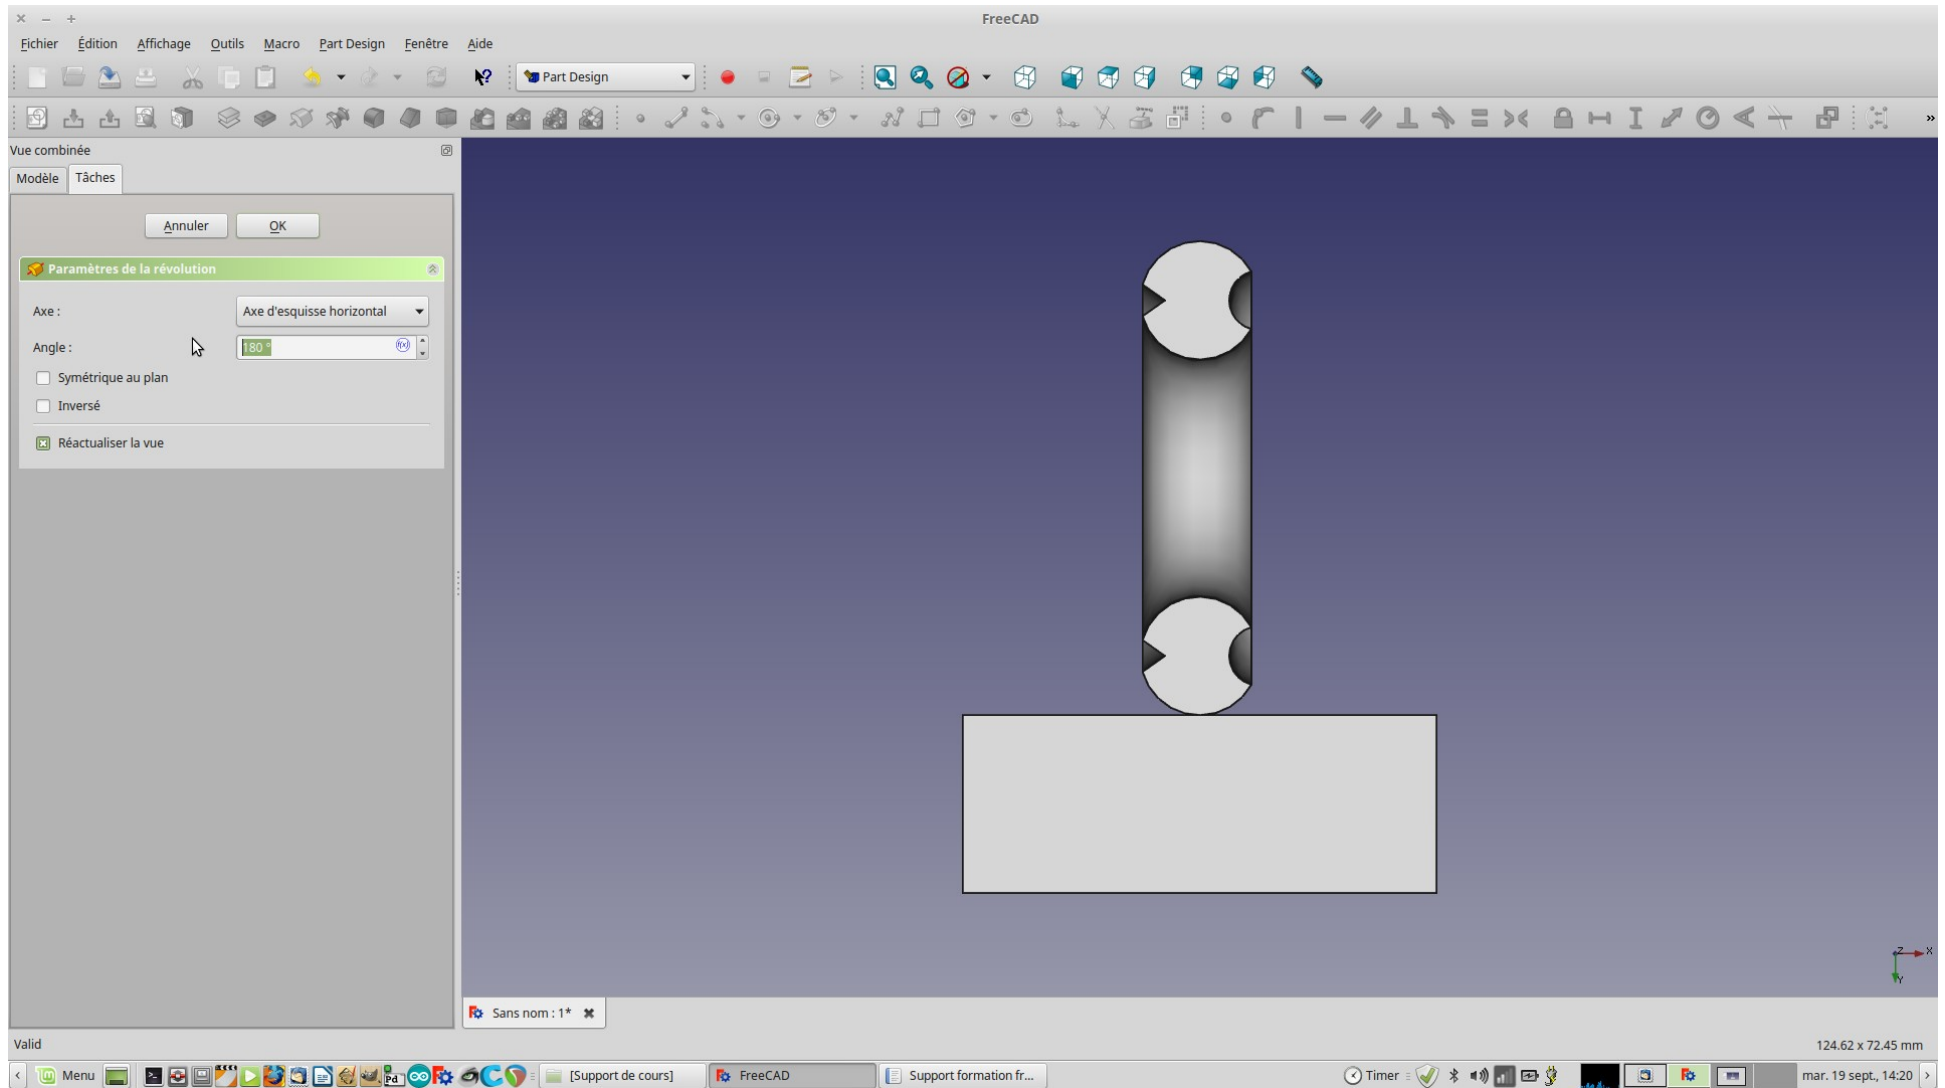 FreeCAD
Fichier Édition Affichage Outils Macro Part Design Fenêtre Aide
Part Design
»
Vue combinée
Modèle Tâches
Annuler OK
Paramètres de la révolution
Axe : Axe d'esquisse horizontal
Angle : 180 °
Symétrique au plan
Inversé
Réactualiser la vue
Z X
Y
Sans nom : 1*
Valid 124.62 x 72.45 mm
Menu Pd [Support de cours] FreeCAD Support formation fr... Timer mar. 19 sept., 14:20